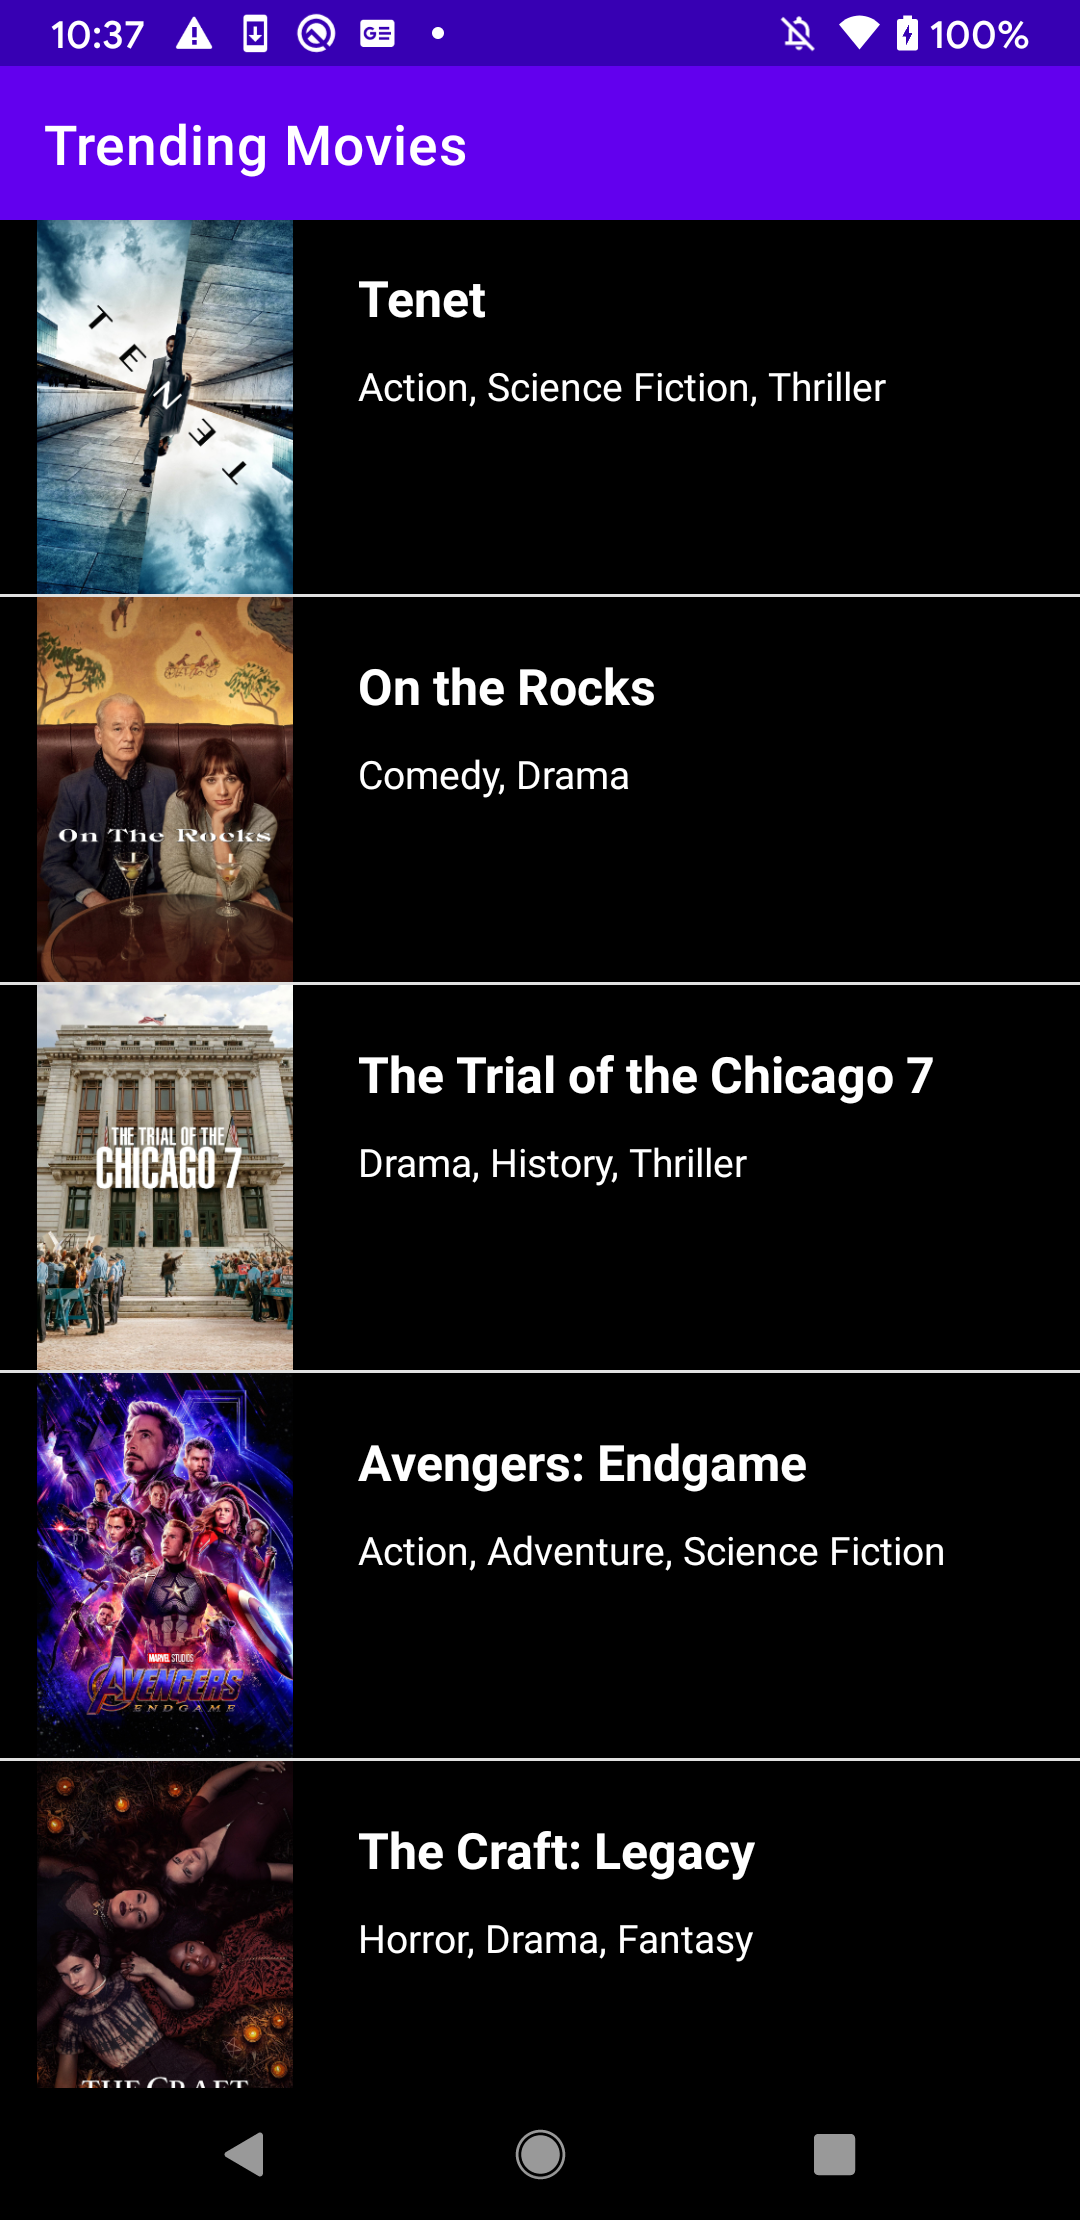 10:37
100%
Trending Movies
TENET
Tenet
Action, Science Fiction, Thriller
On The Rocks
On the Rocks
Comedy, Drama
THE TRIAL OF THE
CHICAGO 7
The Trial of the Chicago 7
Drama, History, Thriller
MARVEL STUDIOS
AVENGERS
ENDGAME
Avengers: Endgame
Action, Adventure, Science Fiction
THE CRAFT
The Craft: Legacy
Horror, Drama, Fantasy